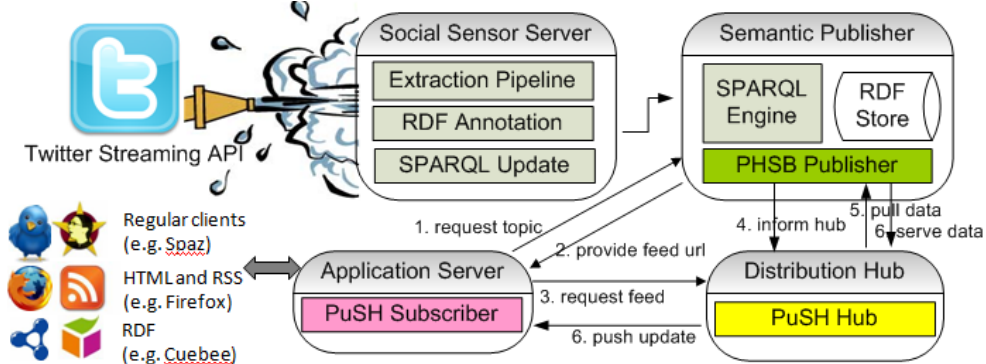 Twitter Streaming API
Social Sensor Server
Extraction Pipeline
RDF Annotation
SPARQL Update
Semantic Publisher
SPARQL
Engine
RDF
Store
PHSB Publisher
1. request topic
2. provide feed url
3. request feed
4. inform hub
5. pull data
6. serve data
6. push update
Regular clients
(e.g. Spaz)
HTML and RSS
(e.g. Firefox)
RDF
(e.g. Cuebee)
Application Server
PuSH Subscriber
Distribution Hub
PuSH Hub